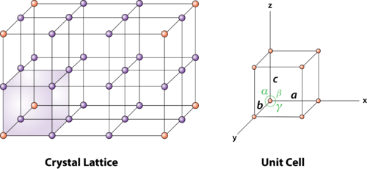 z
c
α β
a
x
b γ
y
Crystal Lattice
Unit Cell